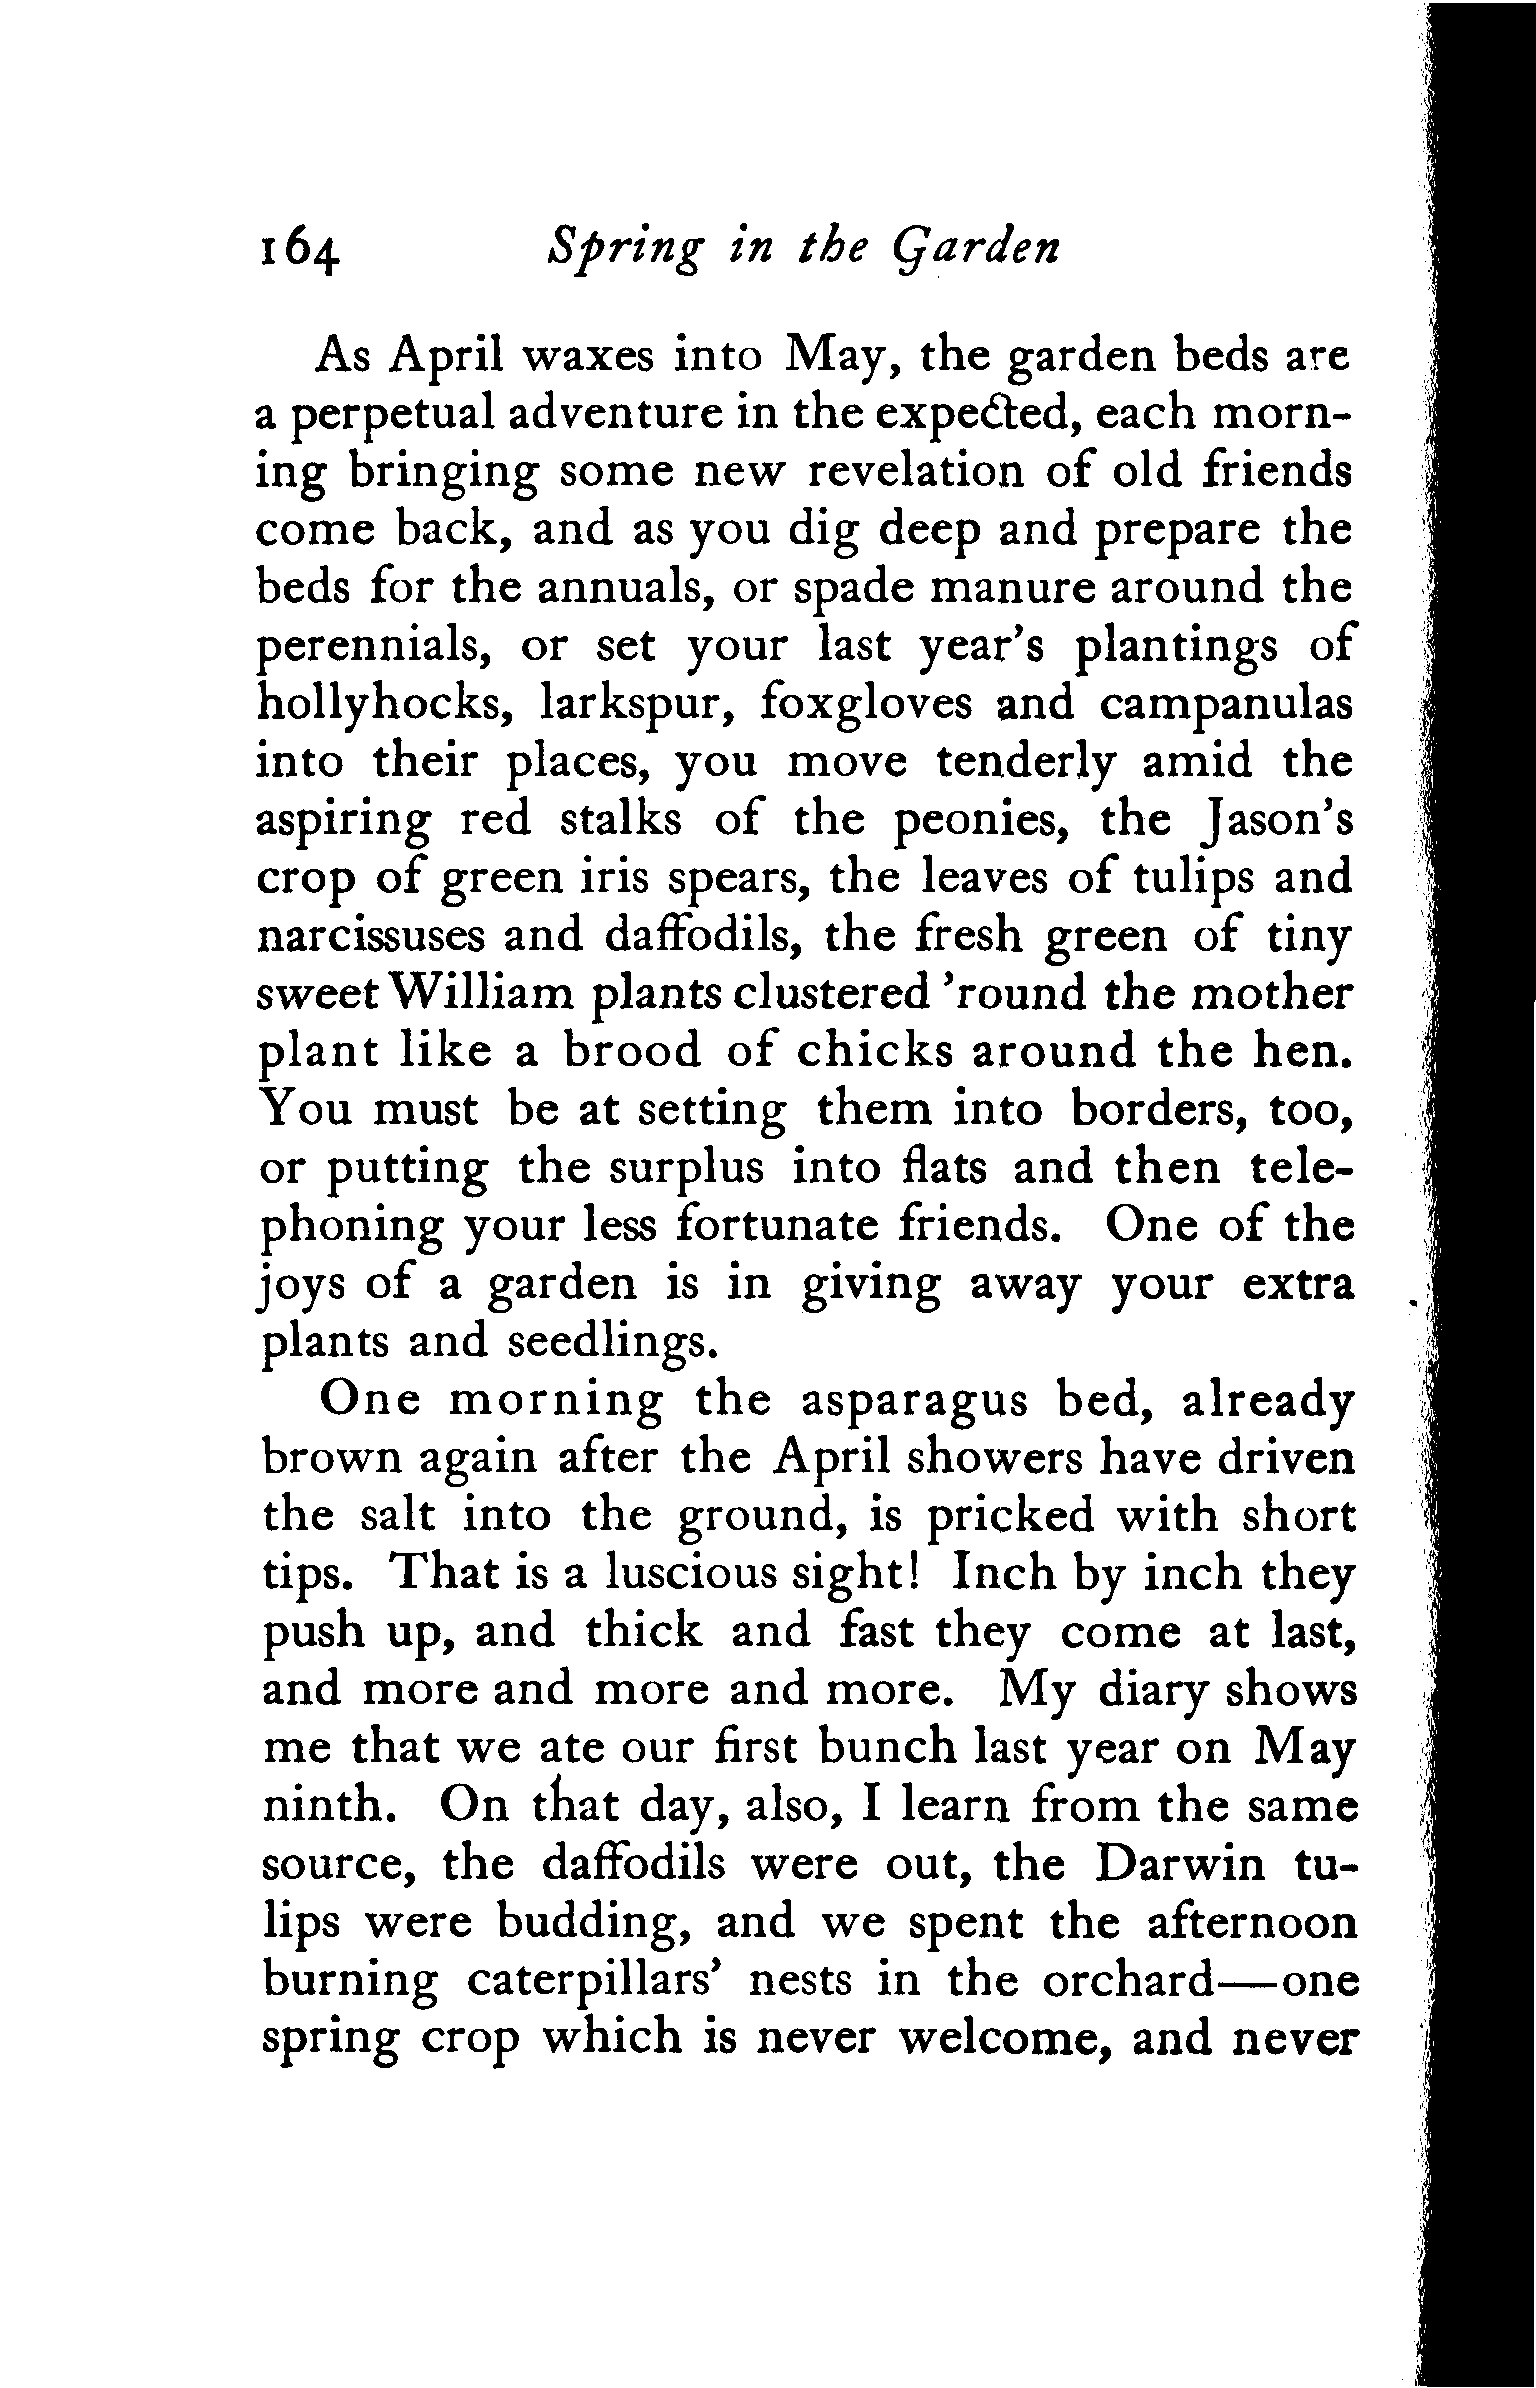 164 Spring in the Garden
As April waxes into May, the garden beds are
a perpetual adventure in the expected, each morn-
ing bringing some new revelation of old friends
come back, and as you dig deep and prepare the
beds for the annuals, or spade manure around the
perennials, or set your last year's plantings of
hollyhocks, larkspur, foxgloves and campanulas
into their places, you move tenderly amid the
aspiring red stalks of the peonies, the Jason's
crop of green iris spears, the leaves of tulips and
narcissuses and daffodils, the fresh green of tiny
sweet William plants clustered 'round the mother
plant like a brood of chicks around the hen.
You must be at setting them into borders, too,
or putting the surplus into flats and then tele-
phoning your less fortunate friends. One of the
joys of a garden is in giving away your extra
plants and seedlings.
One morning the asparagus bed, already
brown again after the April showers have driven
the salt into the ground, is pricked with short
tips. That is a luscious sight! Inch by inch they
push up, and thick and fast they come at last,
and more and more and more. My diary shows
me that we ate our first bunch last year on May
ninth. On that day, also, I learn from the same
source, the daffodils were out, the Darwin tu-
lips were budding, and we spent the afternoon
burning caterpillars' nests in the orchard—one
spring crop which is never welcome, and never